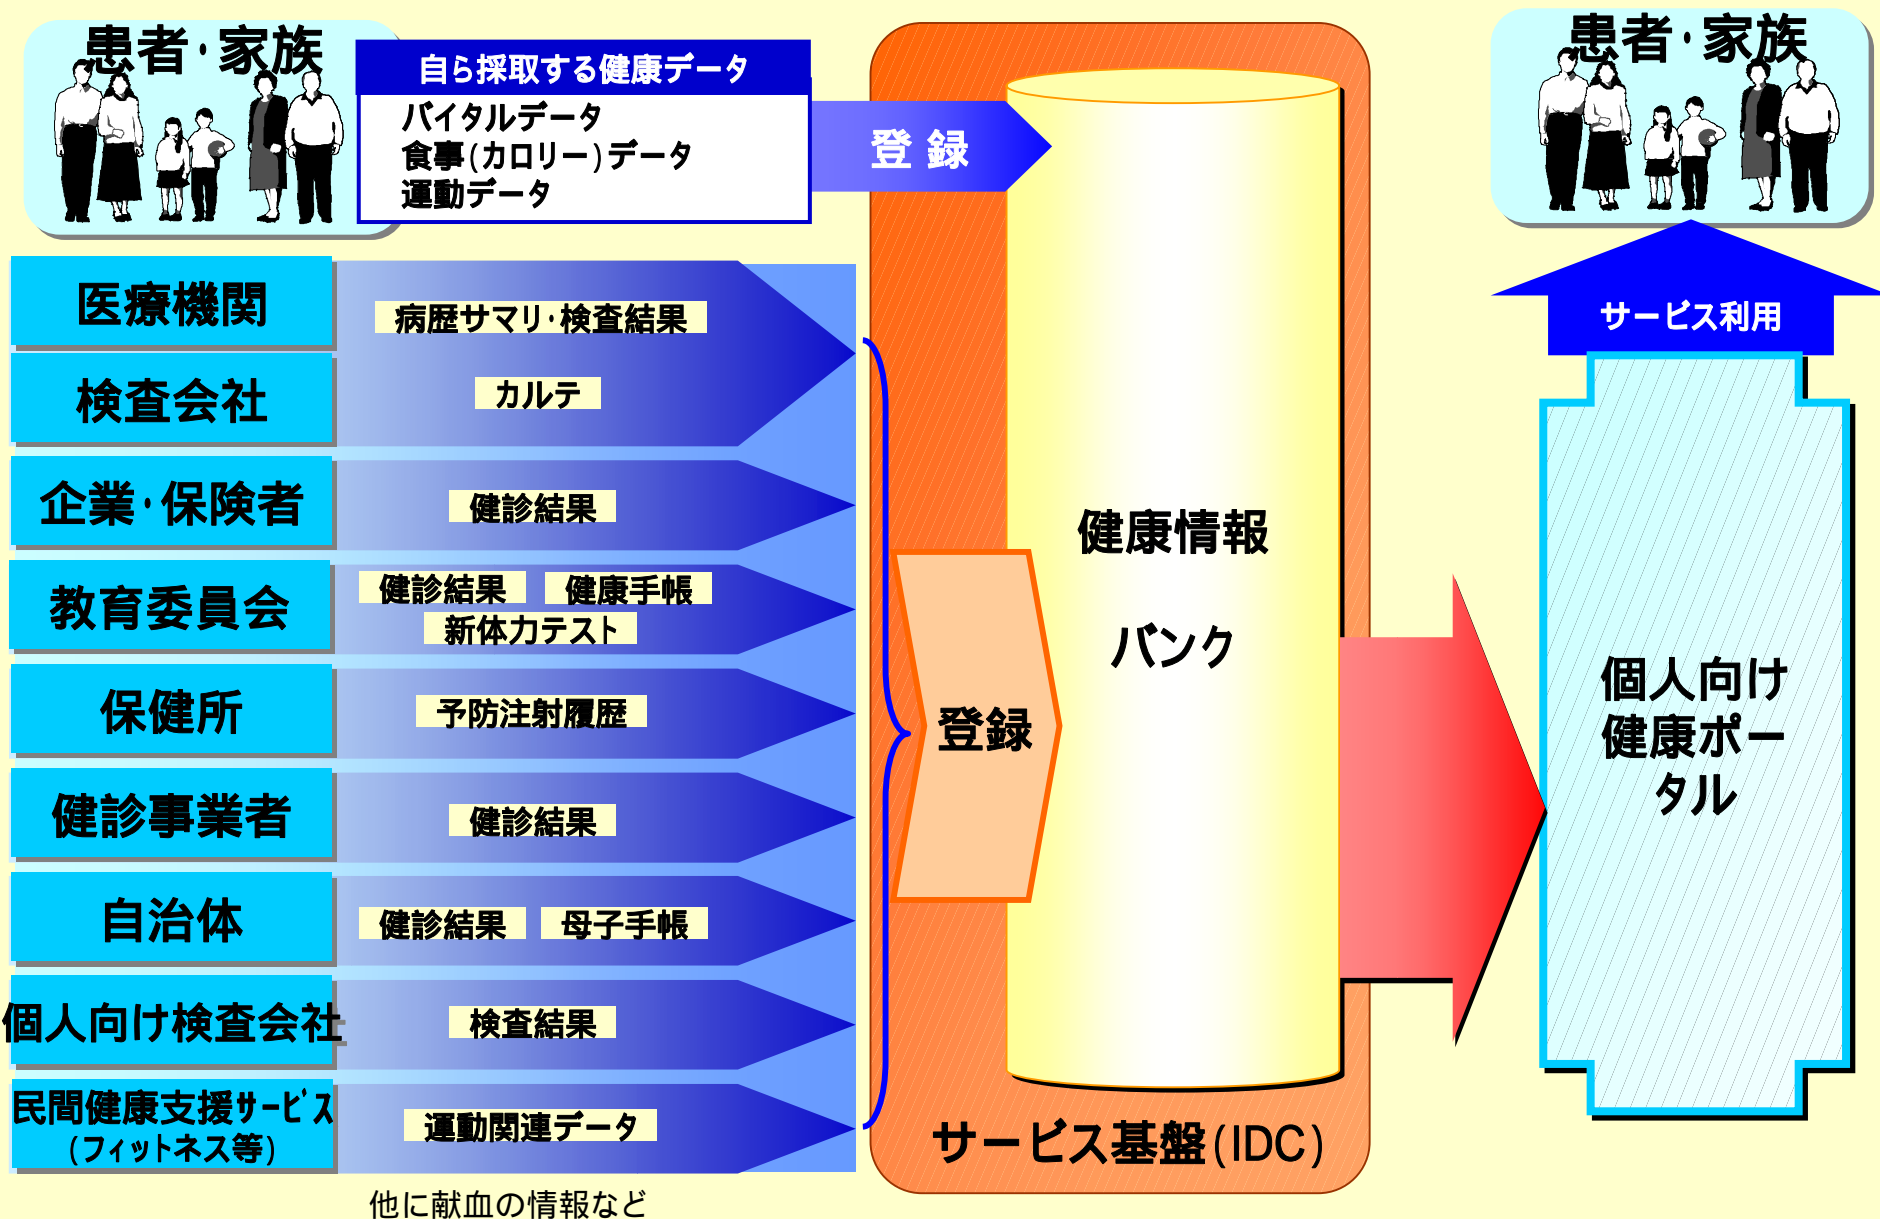 患者・家族
自ら採取する健康データ
バイタルデータ
食事(カロリー)データ
運動データ
登 録
患者・家族
サービス利用
医療機関
病歴サマリ・検査結果
検査会社
カルテ
企業・保険者
健診結果
教育委員会
健診結果 健康手帳
新体力テスト
保健所
予防注射履歴
健診事業者
健診結果
自治体
健診結果 母子手帳
個人向け検査会社
検査結果
民間健康支援サービス
(フィットネス等)
運動関連データ
他に献血の情報など
登録
健康情報
バンク
サービス基盤(IDC)
個人向け
健康ポー
タル